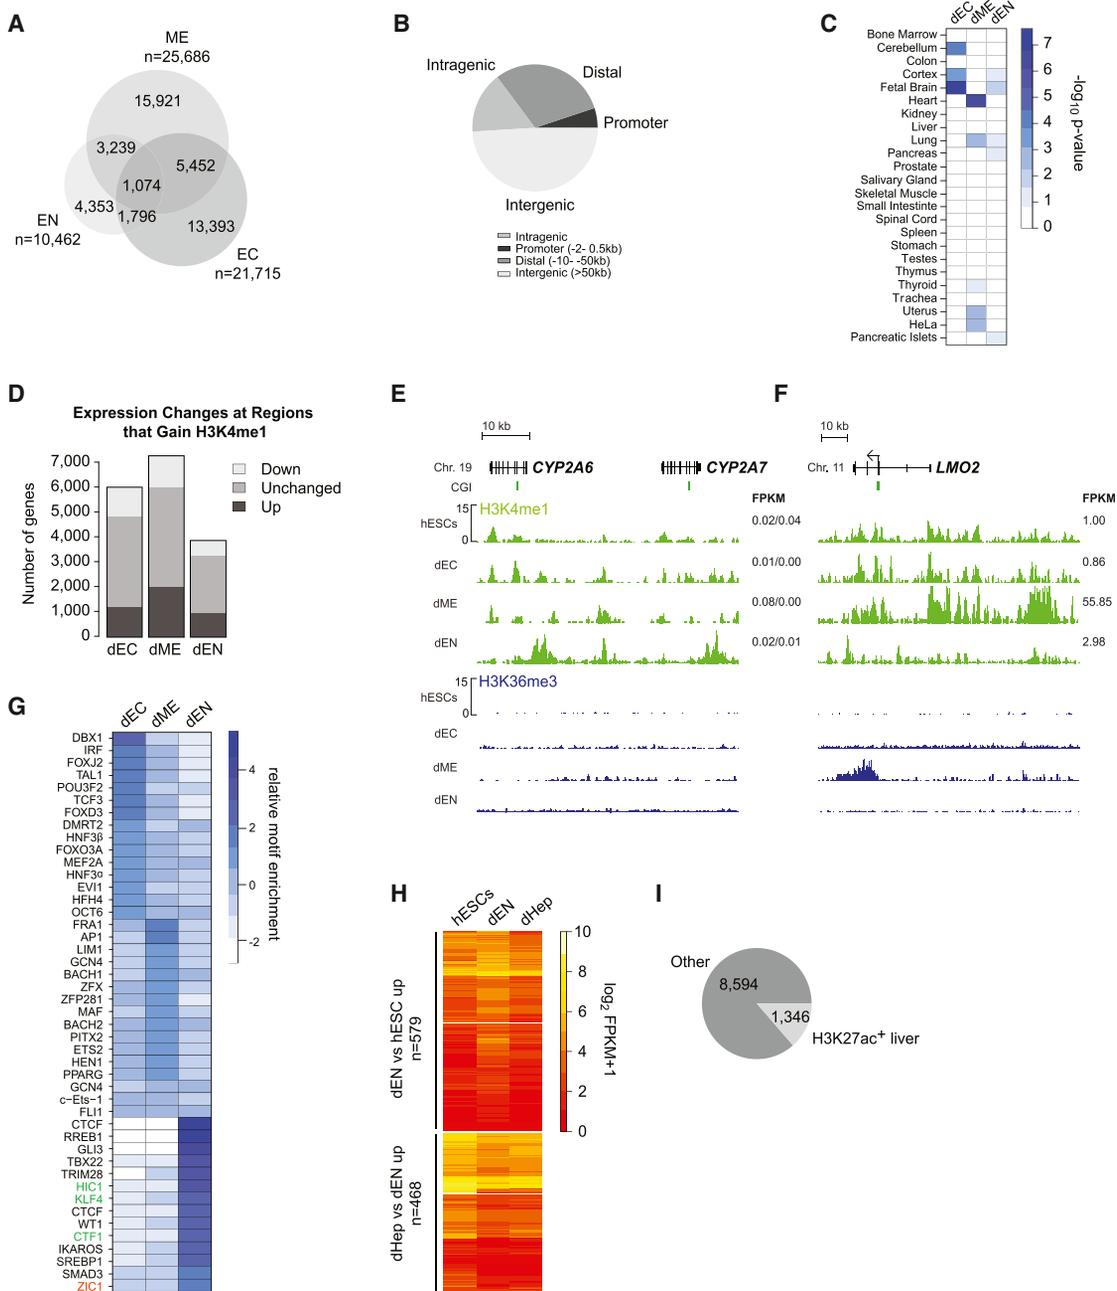 A
ME
n=25,686
15,921
3,239
5,452
1,074
4,353
1,796
13,393
EN
n=10,462
EC
n=21,715
B
Intragenic
Distal
Promoter
Intergenic
Intragenic
Promoter (-2- 0.5kb)
Distal (-10- -50kb)
Intergenic (>50kb)
C
dEC
dME
dEN
Bone Marrow
Cerebellum
Colon
Cortex
Fetal Brain
Heart
Kidney
Liver
Lung
Pancreas
Prostate
Salivary Gland
Skeletal Muscle
Small Intestinte
Spinal Cord
Spleen
Stomach
Testes
Thymus
Thyroid
Trachea
Uterus
HeLa
Pancreatic Islets
7
6
5
4
3
2
1
0
-log10 p-value
D
Expression Changes at Regions
that Gain H3K4me1
7,000
6,000
5,000
4,000
3,000
2,000
1,000
0
Number of genes
dEC dME dEN
Down
Unchanged
Up
E
10 kb
Chr. 19
CYP2A6
CYP2A7
CGI
FPKM
15
H3K4me1
hESCs
0
0.02/0.04
dEC
0.01/0.00
dME
0.08/0.00
dEN
0.02/0.01
15
H3K36me3
hESCs
0
dEC
dME
dEN
F
10 kb
Chr. 11
LMO2
FPKM
1.00
0.86
55.85
2.98
G
dEC
dME
dEN
DBX1
IRF
FOXJ2
TAL1
POU3F2
TCF3
FOXD3
DMRT2
HNF3β
FOXO3A
MEF2A
HNF3α
EVI1
HFH4
OCT6
FRA1
AP1
LIM1
GCN4
BACH1
ZFX
ZFP281
MAF
BACH2
PITX2
ETS2
HEN1
PPARG
GCN4
c−Ets−1
FLI1
CTCF
RREB1
GLI3
TBX22
TRIM28
HIC1
KLF4
CTCF
WT1
CTF1
IKAROS
SREBP1
SMAD3
ZIC1
4
2
0
-2
relative motif enrichment
H
hESCs
dEN
dHep
dEN vs hESC up
n=579
dHep vs dEN up
n=468
10
8
6
4
2
0
log2 FPKM+1
I
Other
8,594
1,346
H3K27ac+ liver